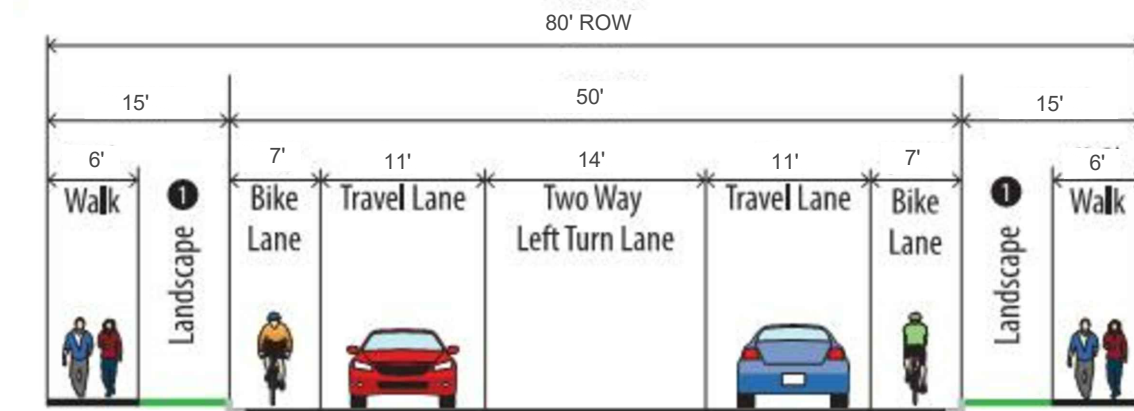 80' ROW
15'
50'
15'
6'
7'
11'
14'
11'
7'
6'
Walk
1
Landscape
Bike
Lane
Travel Lane
Two Way
Left Turn Lane
Travel Lane
Bike
Lane
1
Landscape
Walk